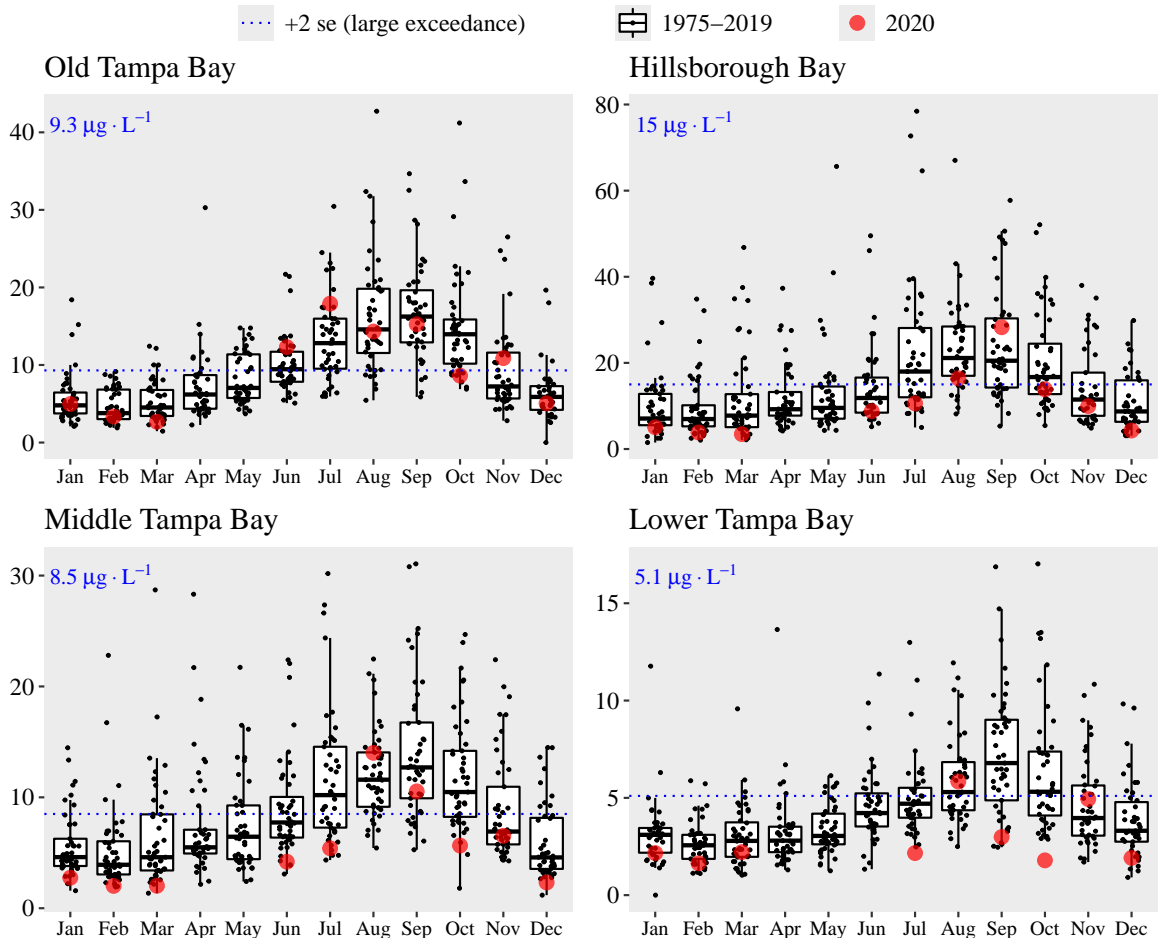 +2 se (large exceedance) 1975–2019 2020
Old Tampa Bay
9.3 μg · L⁻¹
40
30
20
10
0
Jan Feb Mar Apr May Jun Jul Aug Sep Oct Nov Dec
Hillsborough Bay
15 μg · L⁻¹
80
60
40
20
0
Jan Feb Mar Apr May Jun Jul Aug Sep Oct Nov Dec
Middle Tampa Bay
8.5 μg · L⁻¹
30
20
10
0
Jan Feb Mar Apr May Jun Jul Aug Sep Oct Nov Dec
Lower Tampa Bay
5.1 μg · L⁻¹
15
10
5
0
Jan Feb Mar Apr May Jun Jul Aug Sep Oct Nov Dec